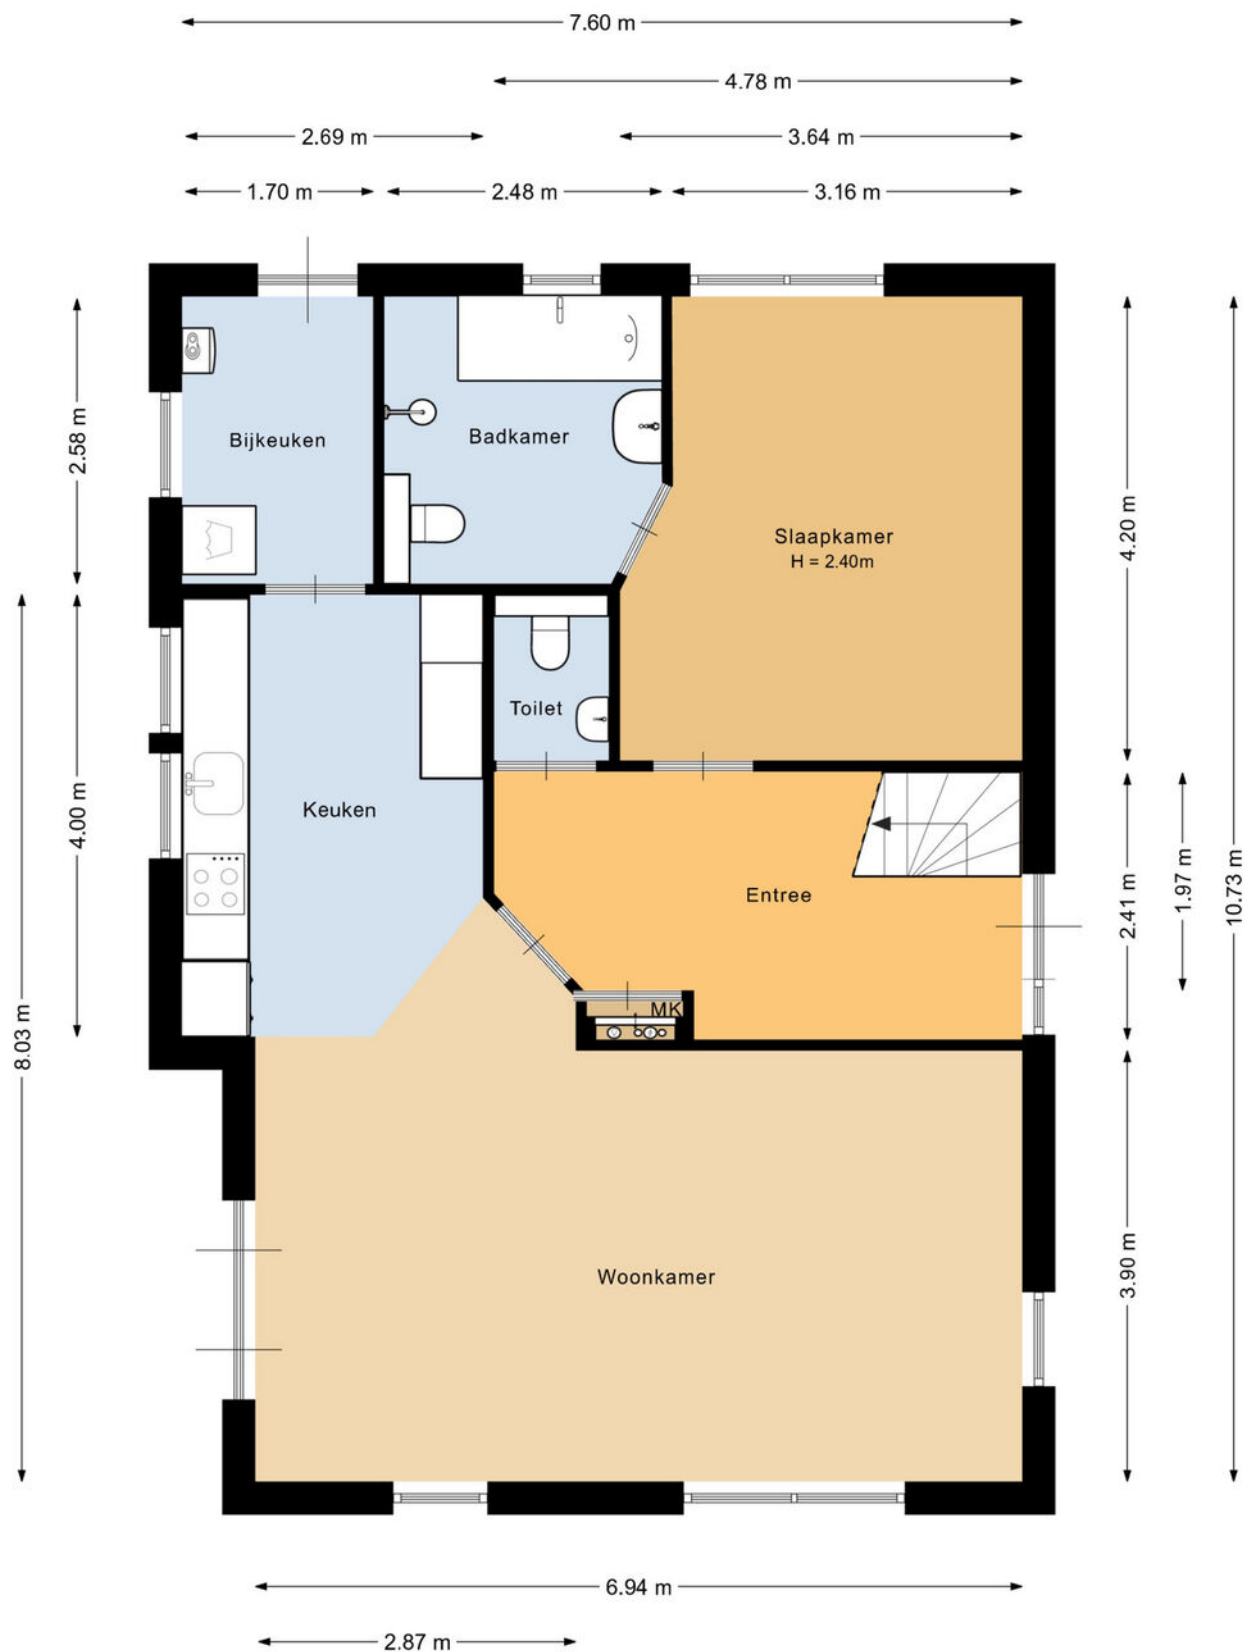 7.60 m
4.78 m
2.69 m
3.64 m
1.70 m
2.48 m
3.16 m
2.58 m
Bijkeuken
Badkamer
Slaapkamer
H = 2.40m
4.20 m
Toilet
Keuken
4.00 m
Entree
2.41 m
1.97 m
10.73 m
MK
8.03 m
3.90 m
Woonkamer
6.94 m
2.87 m